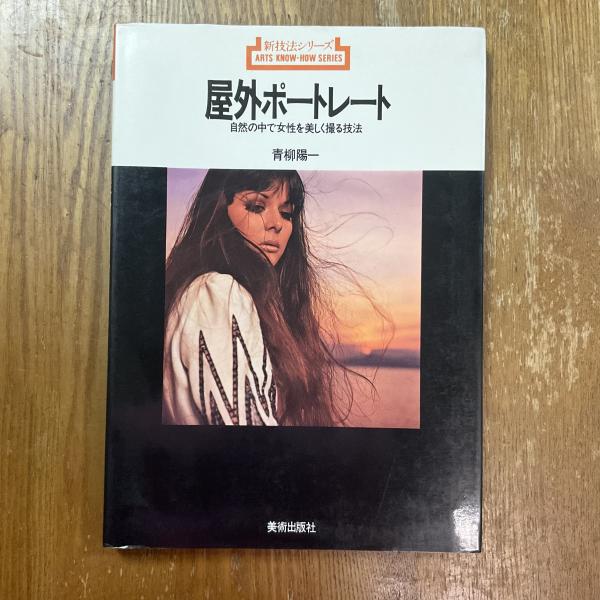 新技法シリーズ
ARTS KNOW-HOW SERIES
屋外ポートレート
自然の中で女性を美しく撮る技法
青柳陽一
美術出版社